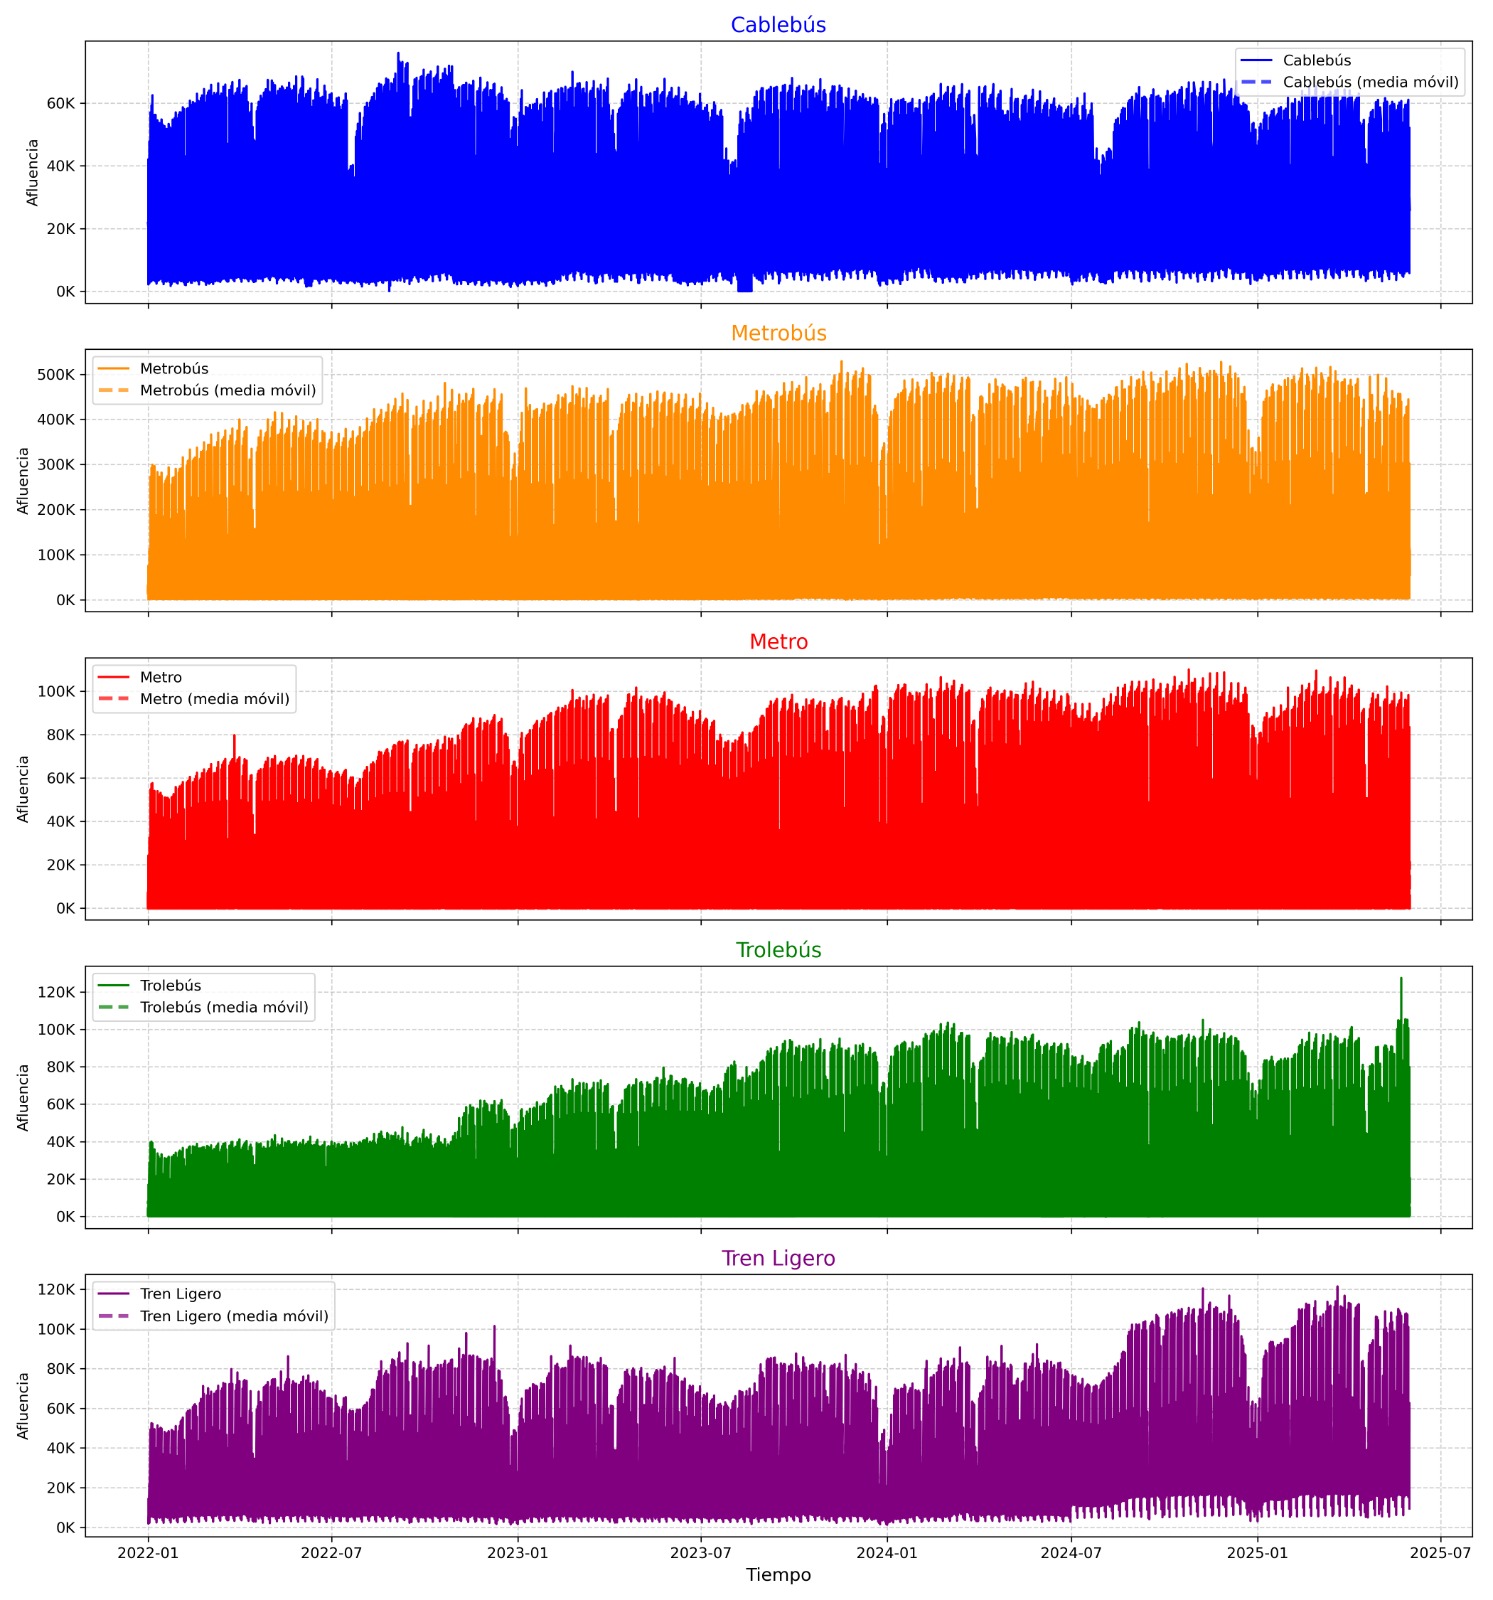 Cablebús
Cablebús
Cablebús (media móvil)
Afluencia
60K
40K
20K
0K
Metrobús
Metrobús
Metrobús (media móvil)
Afluencia
500K
400K
300K
200K
100K
0K
Metro
Metro
Metro (media móvil)
Afluencia
100K
80K
60K
40K
20K
0K
Trolebús
Trolebús
Trolebús (media móvil)
Afluencia
120K
100K
80K
60K
40K
20K
0K
Tren Ligero
Tren Ligero
Tren Ligero (media móvil)
Afluencia
120K
100K
80K
60K
40K
20K
0K
2022-01 2022-07 2023-01 2023-07 2024-01 2024-07 2025-01 2025-07
Tiempo